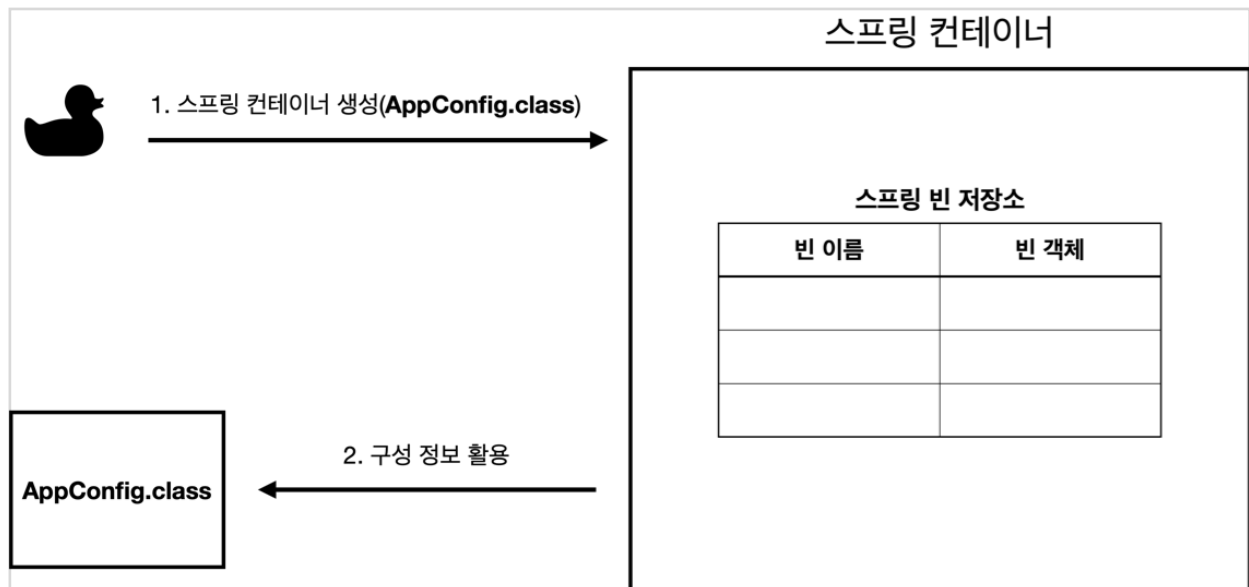 스프링 컨테이너
1. 스프링 컨테이너 생성(AppConfig.class)
스프링 빈 저장소
빈 이름 빈 객체
2. 구성 정보 활용
AppConfig.class